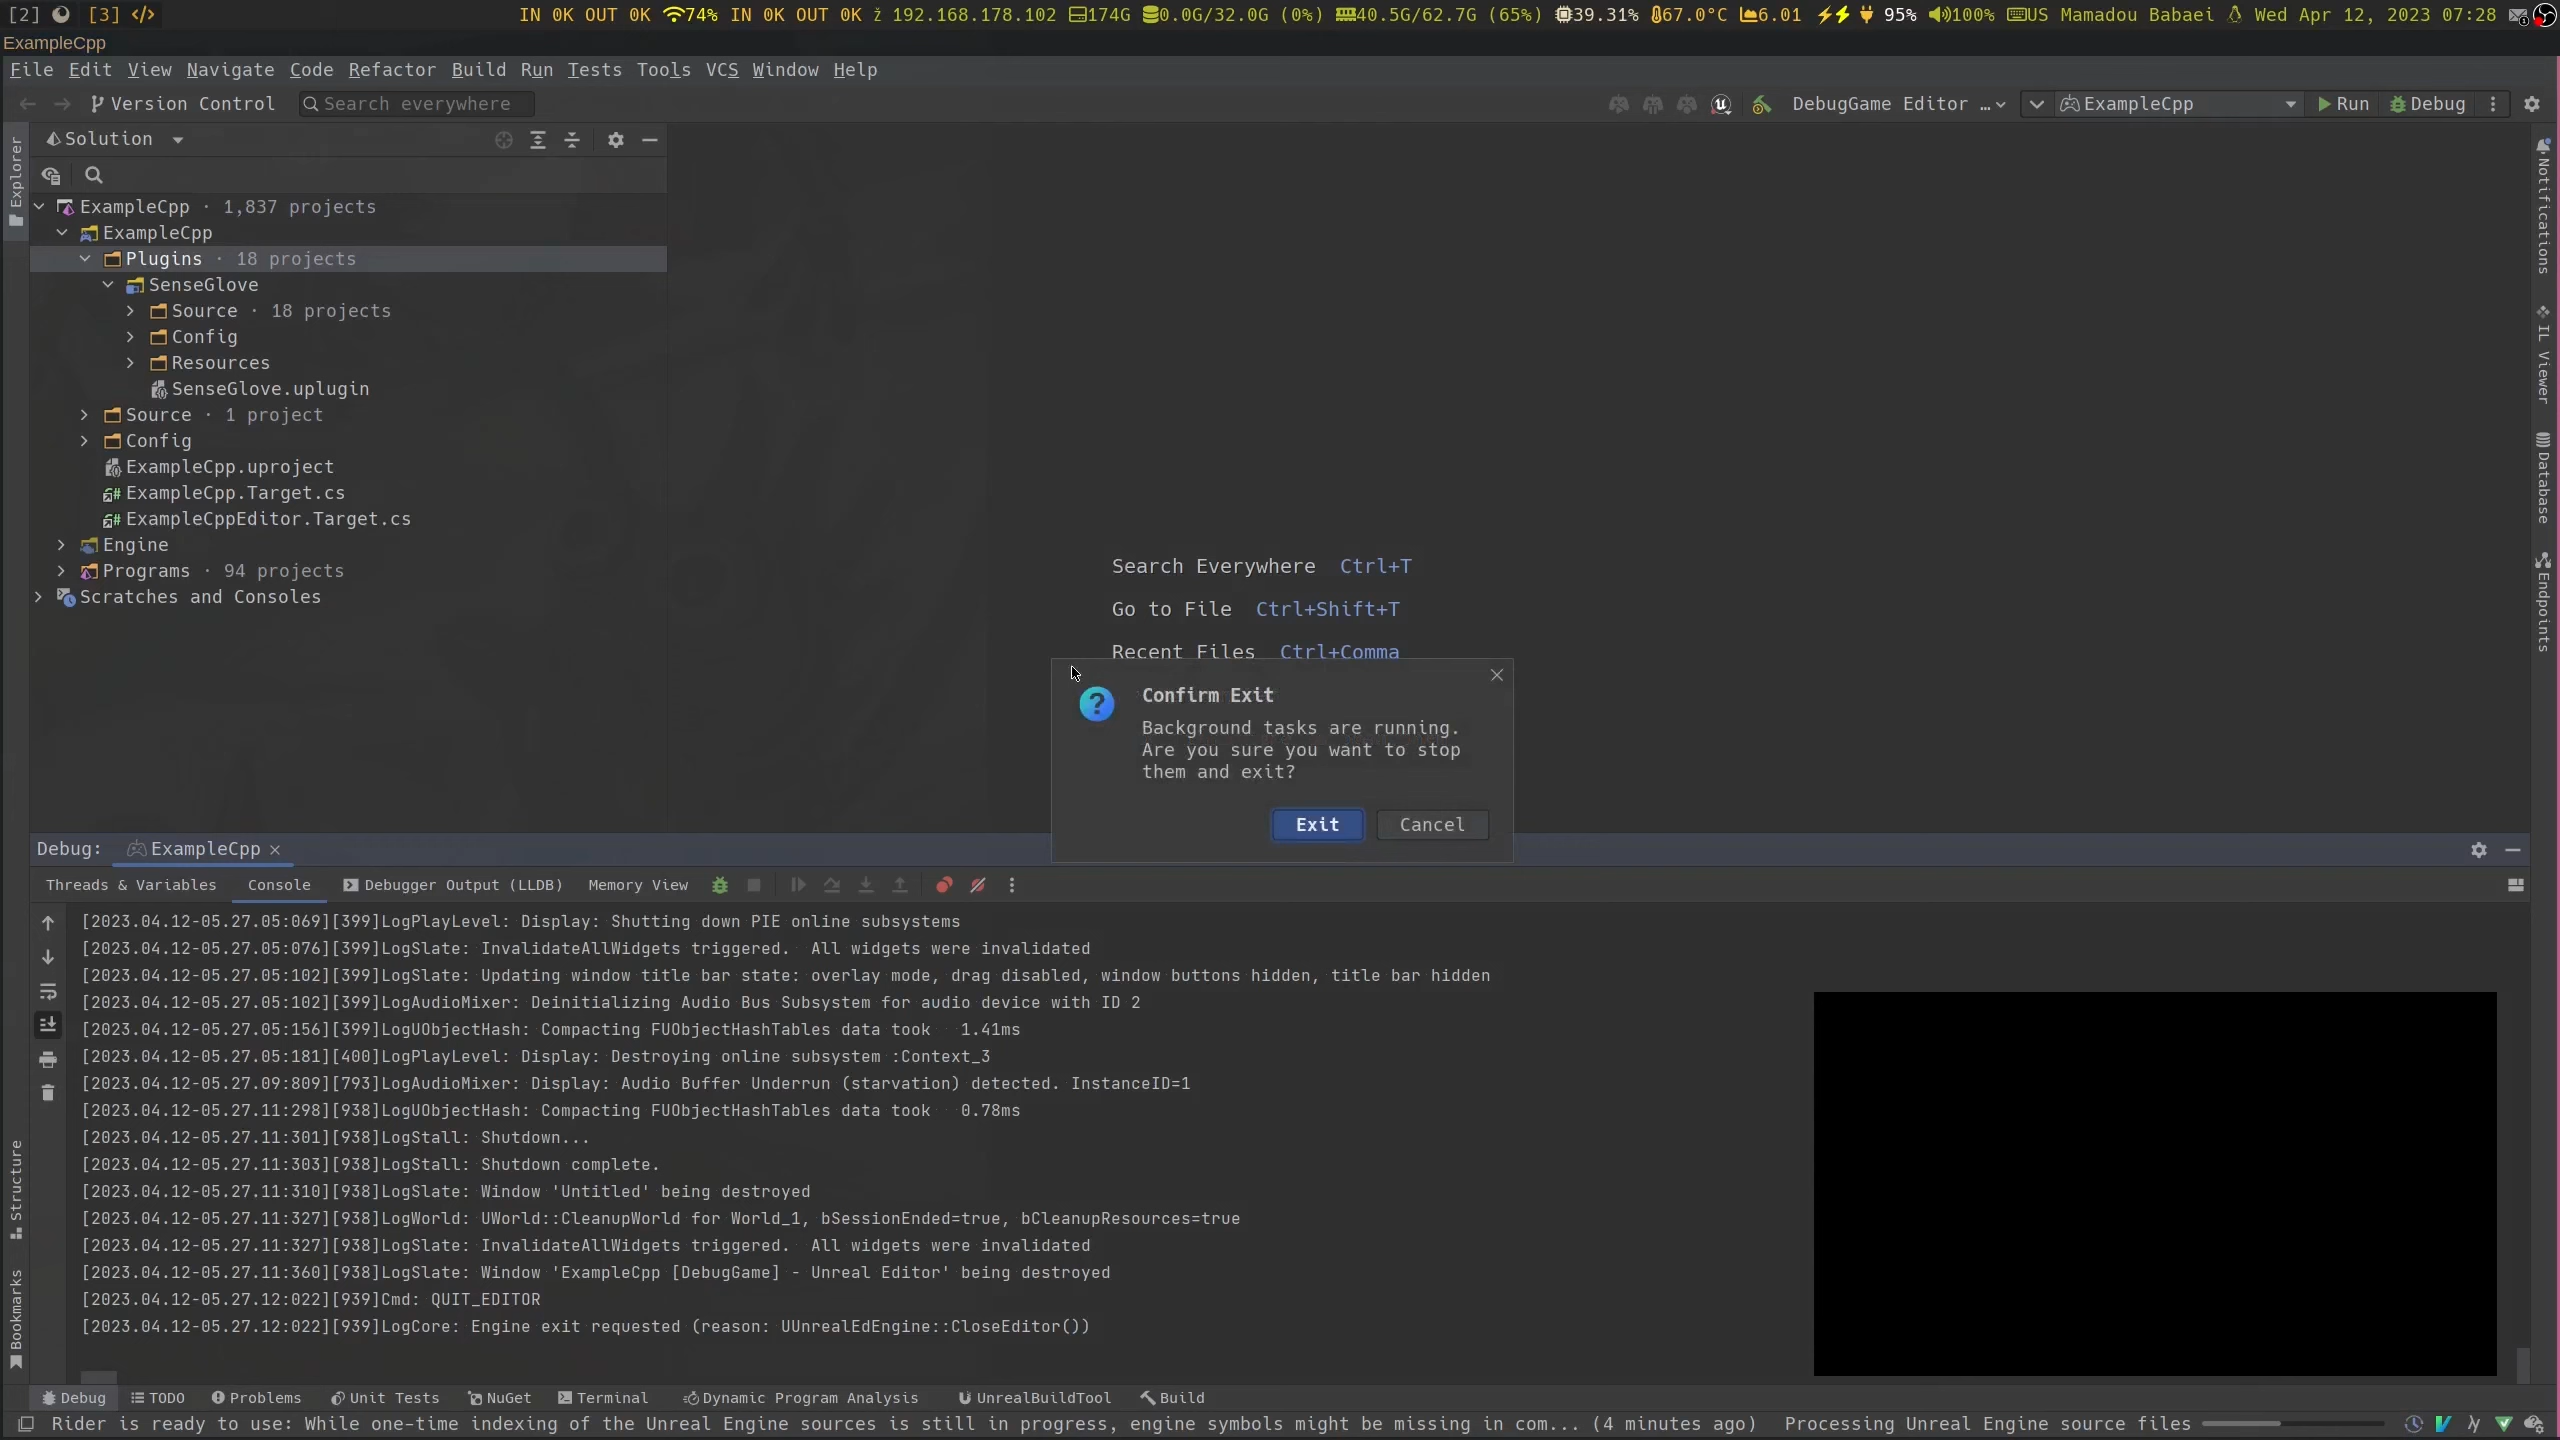 [2] [3] </> IN 0K OUT 0K 74% IN 0K OUT 0K ż 192.168.178.102 174G 0.0G/32.0G (0%) 40.5G/62.7G (65%) 39.31% 67.0°C 6.01 95% 100% US Mamadou Babaei Wed Apr 12, 2023 07:28
ExampleCpp
File Edit View Navigate Code Refactor Build Run Tests Tools VCS Window Help
Version Control Search everywhere DebugGame Editor … ExampleCpp Run Debug
Solution
ExampleCpp · 1,837 projects
ExampleCpp
Plugins · 18 projects
SenseGlove
Source · 18 projects
Config
Resources
SenseGlove.uplugin
Source · 1 project
Config
ExampleCpp.uproject
ExampleCpp.Target.cs
ExampleCppEditor.Target.cs
Engine
Programs · 94 projects
Scratches and Consoles
Explorer
Structure
Bookmarks
Search Everywhere Ctrl+T
Go to File Ctrl+Shift+T
Recent Files Ctrl+Comma
Confirm Exit
Background tasks are running.
Are you sure you want to stop
them and exit?
Exit Cancel
Notifications
IL Viewer
Database
Endpoints
Debug: ExampleCpp
Threads & Variables Console Debugger Output (LLDB) Memory View
[2023.04.12-05.27.05:069][399]LogPlayLevel: Display: Shutting down PIE online subsystems
[2023.04.12-05.27.05:076][399]LogSlate: InvalidateAllWidgets triggered.  All widgets were invalidated
[2023.04.12-05.27.05:102][399]LogSlate: Updating window title bar state: overlay mode, drag disabled, window buttons hidden, title bar hidden
[2023.04.12-05.27.05:102][399]LogAudioMixer: Deinitializing Audio Bus Subsystem for audio device with ID 2
[2023.04.12-05.27.05:156][399]LogUObjectHash: Compacting FUObjectHashTables data took   1.41ms
[2023.04.12-05.27.05:181][400]LogPlayLevel: Display: Destroying online subsystem :Context_3
[2023.04.12-05.27.09:809][793]LogAudioMixer: Display: Audio Buffer Underrun (starvation) detected. InstanceID=1
[2023.04.12-05.27.11:298][938]LogUObjectHash: Compacting FUObjectHashTables data took   0.78ms
[2023.04.12-05.27.11:301][938]LogStall: Shutdown...
[2023.04.12-05.27.11:303][938]LogStall: Shutdown complete.
[2023.04.12-05.27.11:310][938]LogSlate: Window 'Untitled' being destroyed
[2023.04.12-05.27.11:327][938]LogWorld: UWorld::CleanupWorld for World_1, bSessionEnded=true, bCleanupResources=true
[2023.04.12-05.27.11:327][938]LogSlate: InvalidateAllWidgets triggered.  All widgets were invalidated
[2023.04.12-05.27.11:360][938]LogSlate: Window 'ExampleCpp [DebugGame] - Unreal Editor' being destroyed
[2023.04.12-05.27.12:022][939]Cmd: QUIT_EDITOR
[2023.04.12-05.27.12:022][939]LogCore: Engine exit requested (reason: UUnrealEdEngine::CloseEditor())
Debug TODO Problems Unit Tests NuGet Terminal Dynamic Program Analysis UnrealBuildTool Build
Rider is ready to use: While one-time indexing of the Unreal Engine sources is still in progress, engine symbols might be missing in com... (4 minutes ago) Processing Unreal Engine source files